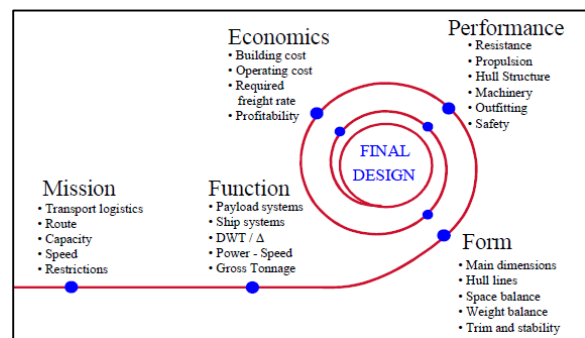 Mission
• Transport logistics
• Route
• Capacity
• Speed
• Restrictions
Function
• Payload systems
• Ship systems
• DWT / Δ
• Power - Speed
• Gross Tonnage
Form
• Main dimensions
• Hull lines
• Space balance
• Weight balance
• Trim and stability
Performance
• Resistance
• Propulsion
• Hull Structure
• Machinery
• Outfitting
• Safety
Economics
• Building cost
• Operating cost
• Required
freight rate
• Profitability
FINAL
DESIGN